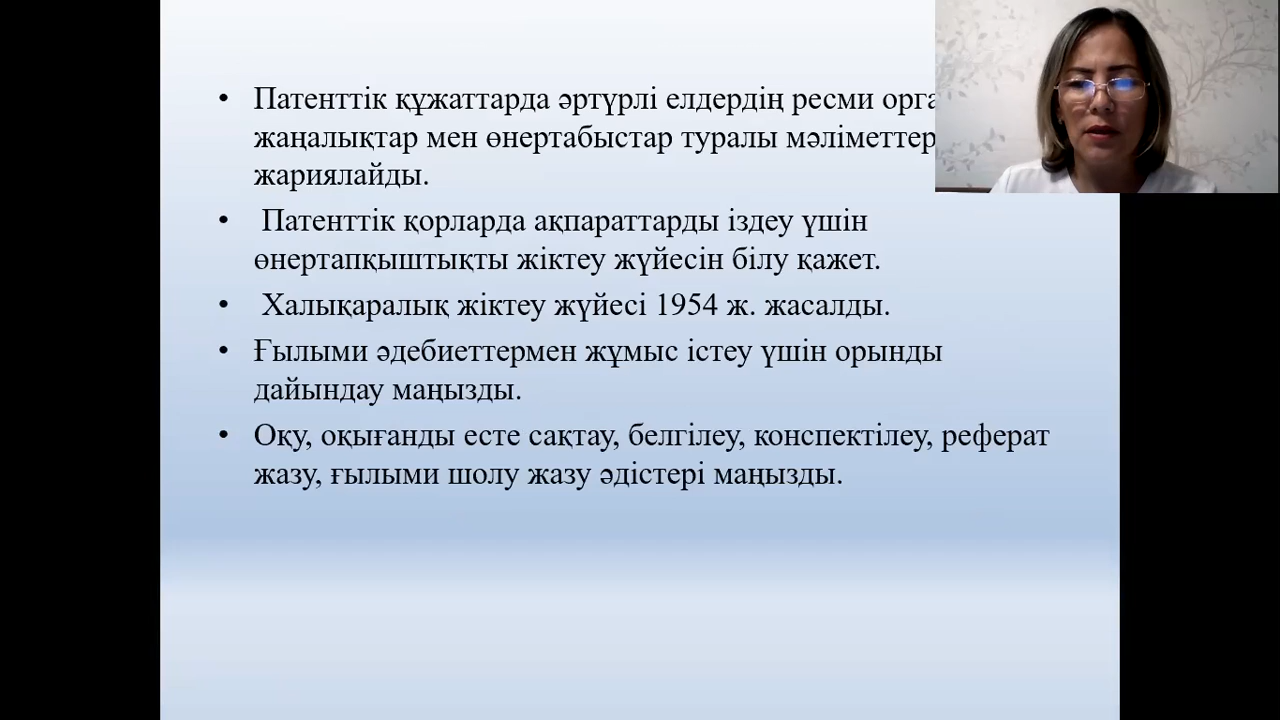 • Патенттік құжаттарда әртүрлі елдердің ресми
жаңалықтар мен өнертабыстар туралы мәліметтер
жариялайды.
• Патенттік қорларда ақпараттарды іздеу үшін
өнертапқыштықты жіктеу жүйесін білу қажет.
• Халықаралық жіктеу жүйесі 1954 ж. жасалды.
• Ғылыми әдебиеттермен жұмыс істеу үшін орынды
дайындау маңызды.
• Оқу, оқығанды есте сақтау, белгілеу, конспектілеу, реферат
жазу, ғылыми шолу жазу әдістері маңызды.